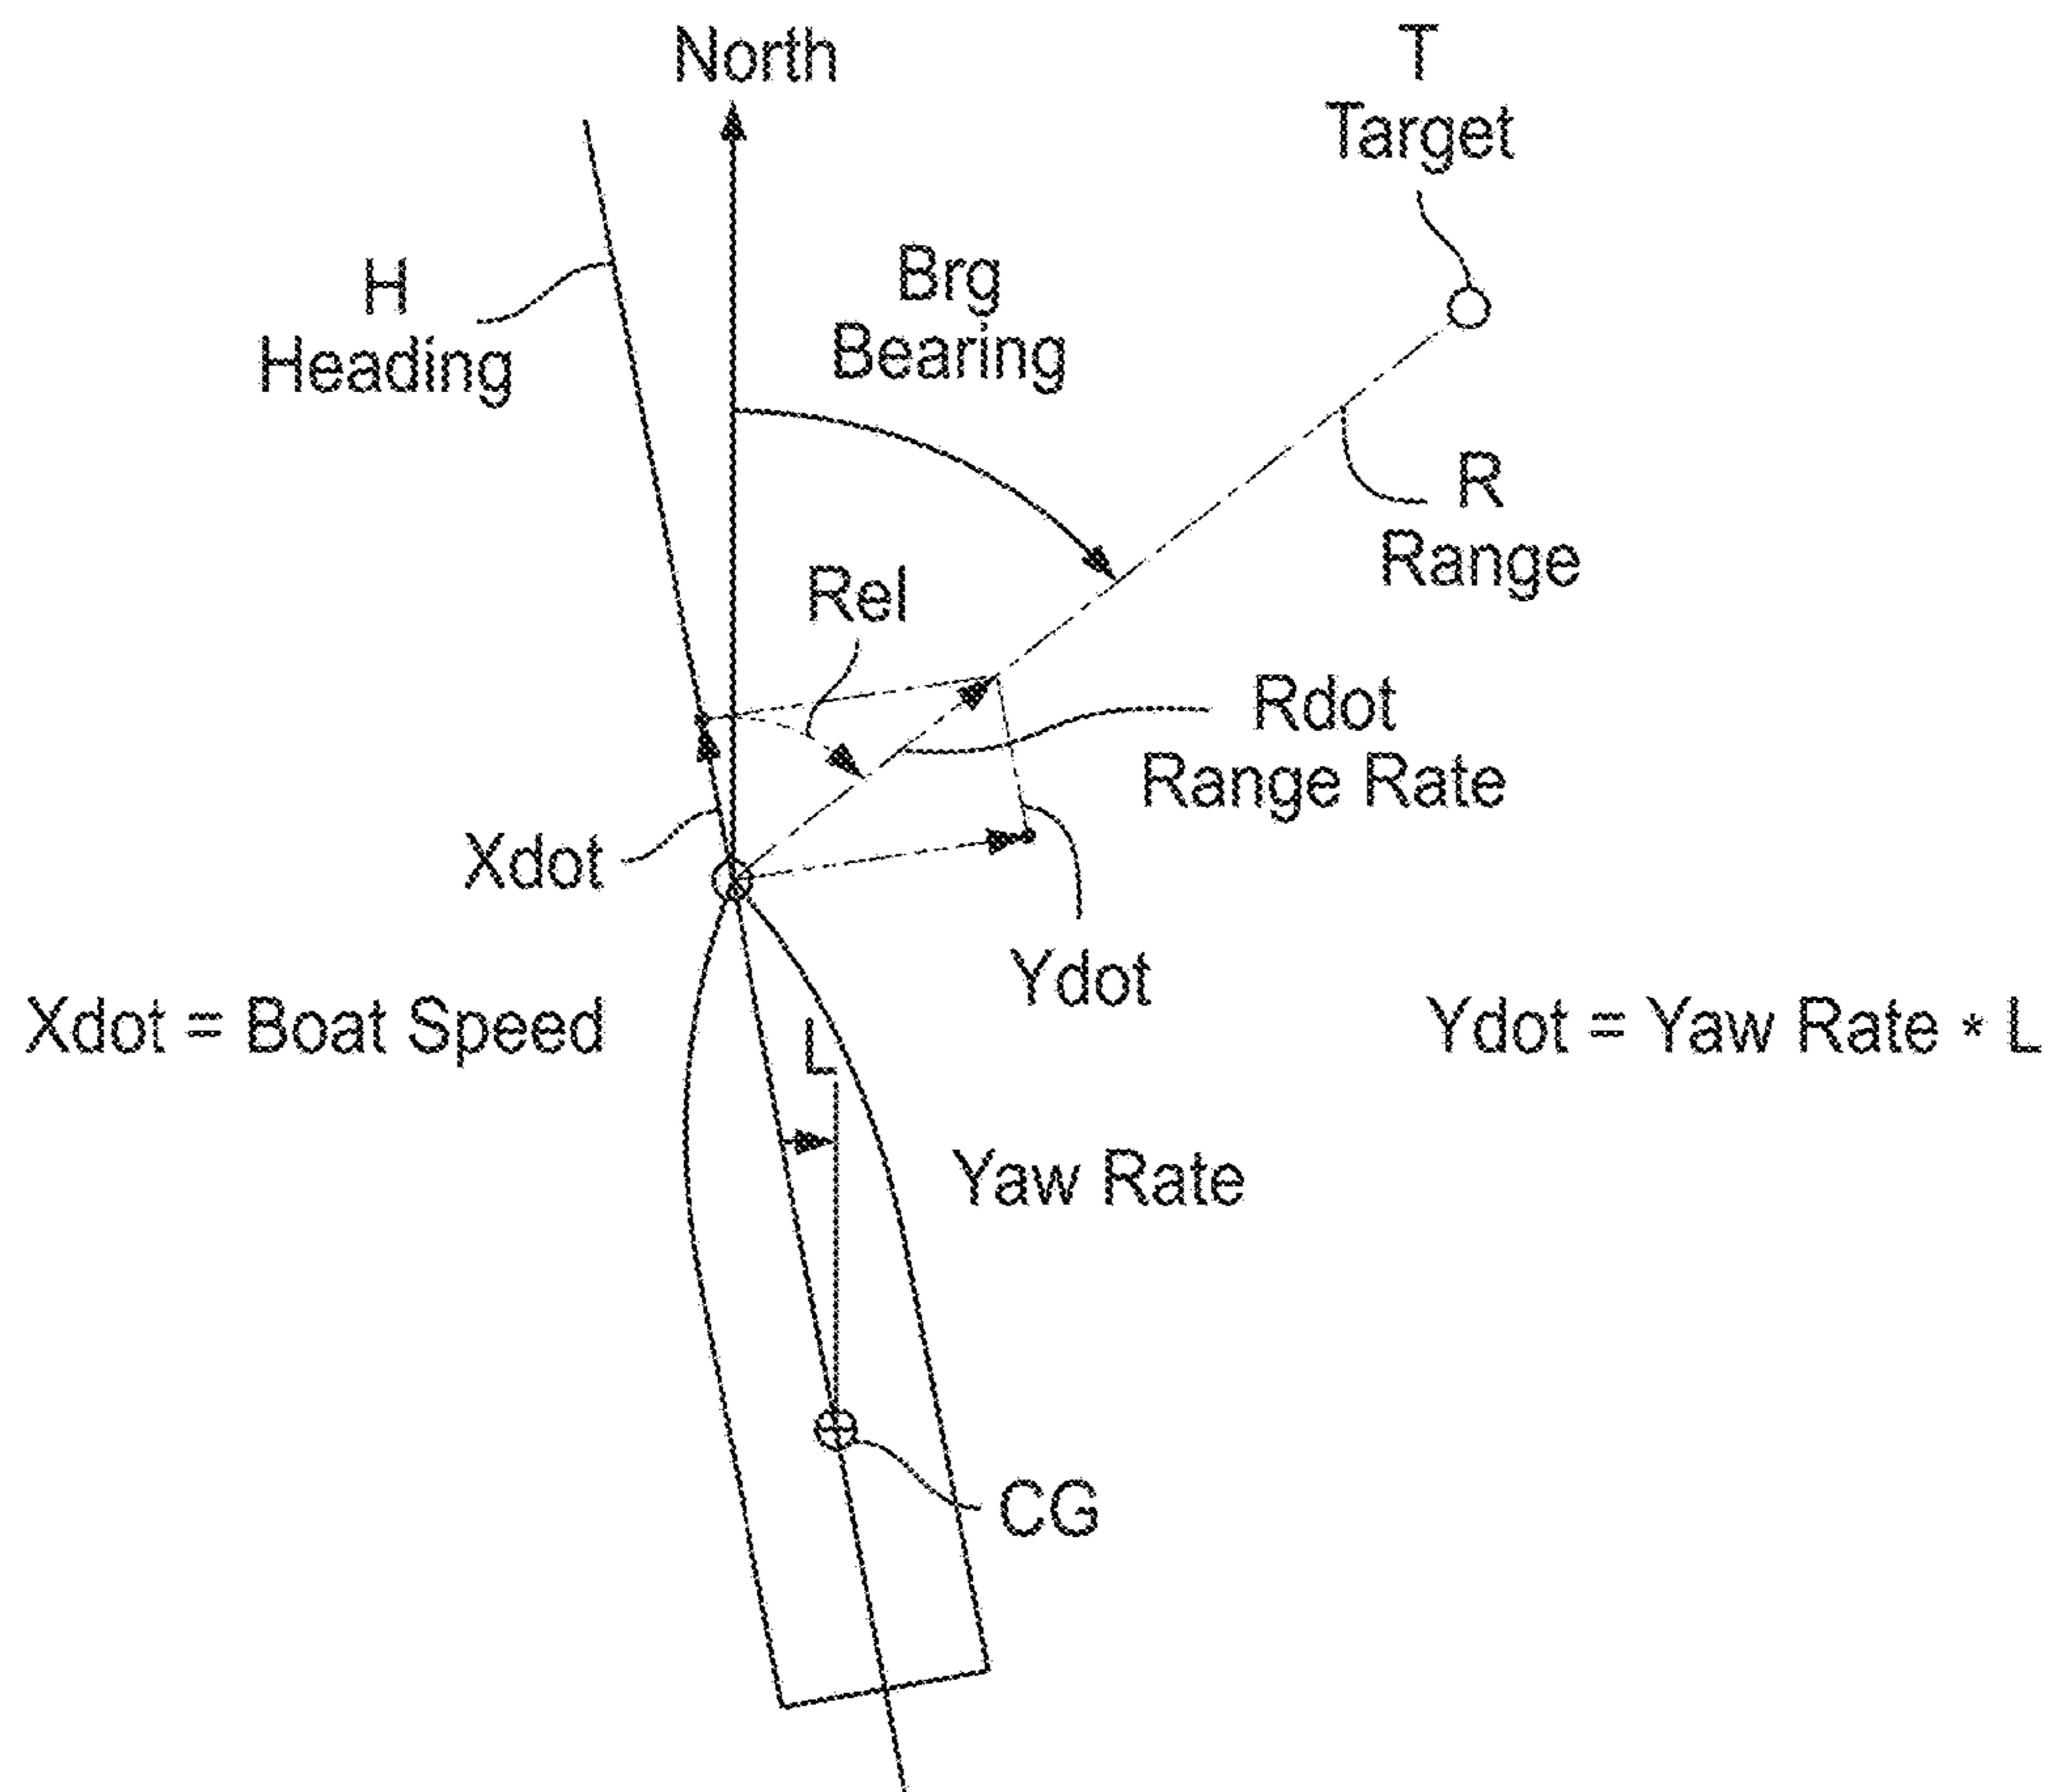 North
T
Target
H
Heading
Brg
Bearing
R
Range
Rel
Rdot
Range Rate
Xdot
Ydot
Xdot = Boat Speed
L
Ydot = Yaw Rate * L
Yaw Rate
CG